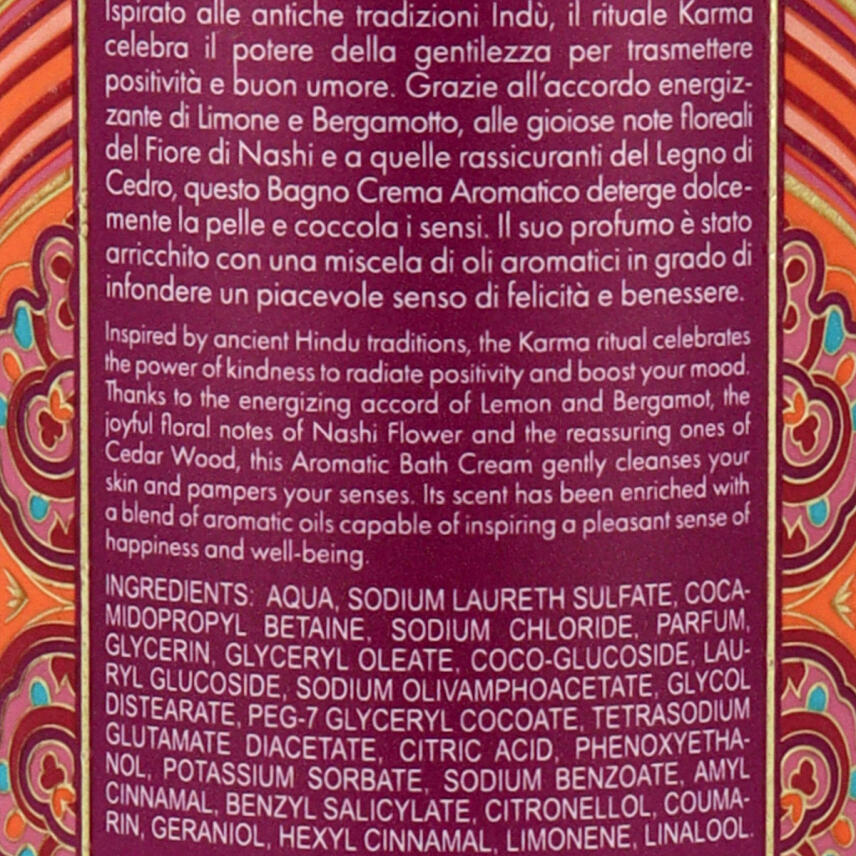 Ispirato alle antiche tradizioni Indù, il rituale Karma
celebra il potere della gentilezza per trasmettere
positività e buon umore. Grazie all'accordo energiz-
zante di Limone e Bergamotto, alle gioiose note floreali
del Fiore di Nashi e a quelle rassicuranti del Legno di
Cedro, questo Bagno Crema Aromatico deterge dolce-
mente la pelle e coccola i sensi. Il suo profumo è stato
arricchito con una miscela di oli aromatici in grado di
infondere un piacevole senso di felicità e benessere.
Inspired by ancient Hindu traditions, the Karma ritual celebrates
the power of kindness to radiate positivity and boost your mood.
Thanks to the energizing accord of Lemon and Bergamot, the
joyful floral notes of Nashi Flower and the reassuring ones of
Cedar Wood, this Aromatic Bath Cream gently cleanses your
skin and pampers your senses. Its scent has been enriched with
a blend of aromatic oils capable of inspiring a pleasant sense of
happiness and well-being.
INGREDIENTS: AQUA, SODIUM LAURETH SULFATE, COCA-
MIDOPROPYL BETAINE, SODIUM CHLORIDE, PARFUM,
GLYCERIN, GLYCERYL OLEATE, COCO-GLUCOSIDE, LAU-
RYL GLUCOSIDE, SODIUM OLIVAMPHOACETATE, GLYCOL
DISTEARATE, PEG-7 GLYCERYL COCOATE, TETRASODIUM
GLUTAMATE DIACETATE, CITRIC ACID, PHENOXYETHA-
NOL, POTASSIUM SORBATE, SODIUM BENZOATE, AMYL
CINNAMAL, BENZYL SALICYLATE, CITRONELLOL, COUMA-
RIN, GERANIOL, HEXYL CINNAMAL, LIMONENE, LINALOOL.